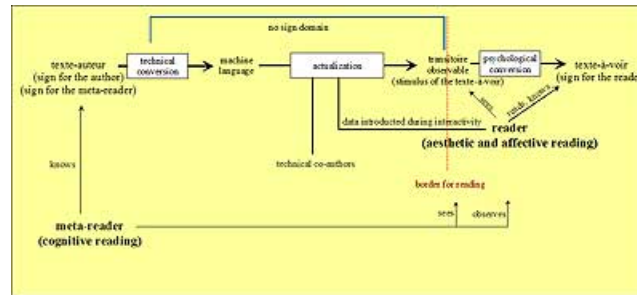 no sign domain
texte-auteur
(sign for the author)
(sign for the meta-reader)
technical
conversion
machine
language
actualization
transitoire
observable
(stimulus of the texte-à-voir)
psychological
conversion
texte-à-voir
(sign for the reade
sees
reads, knows
data introducted during interactivity
reader
(aesthetic and affective reading)
technical co-authors
knows
border for reading
meta-reader
(cognitive reading)
sees
observes